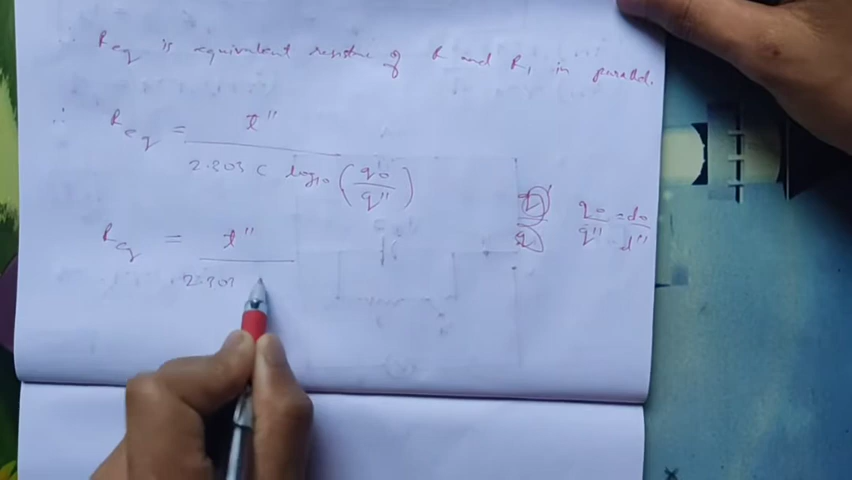 ∴ Req is equivalent resistance of R and R1 in parallel.
∴ Req = t''
2.303 C log10 (q0/q'')
q0/q'' = d0/d''
Req = t''
2.303